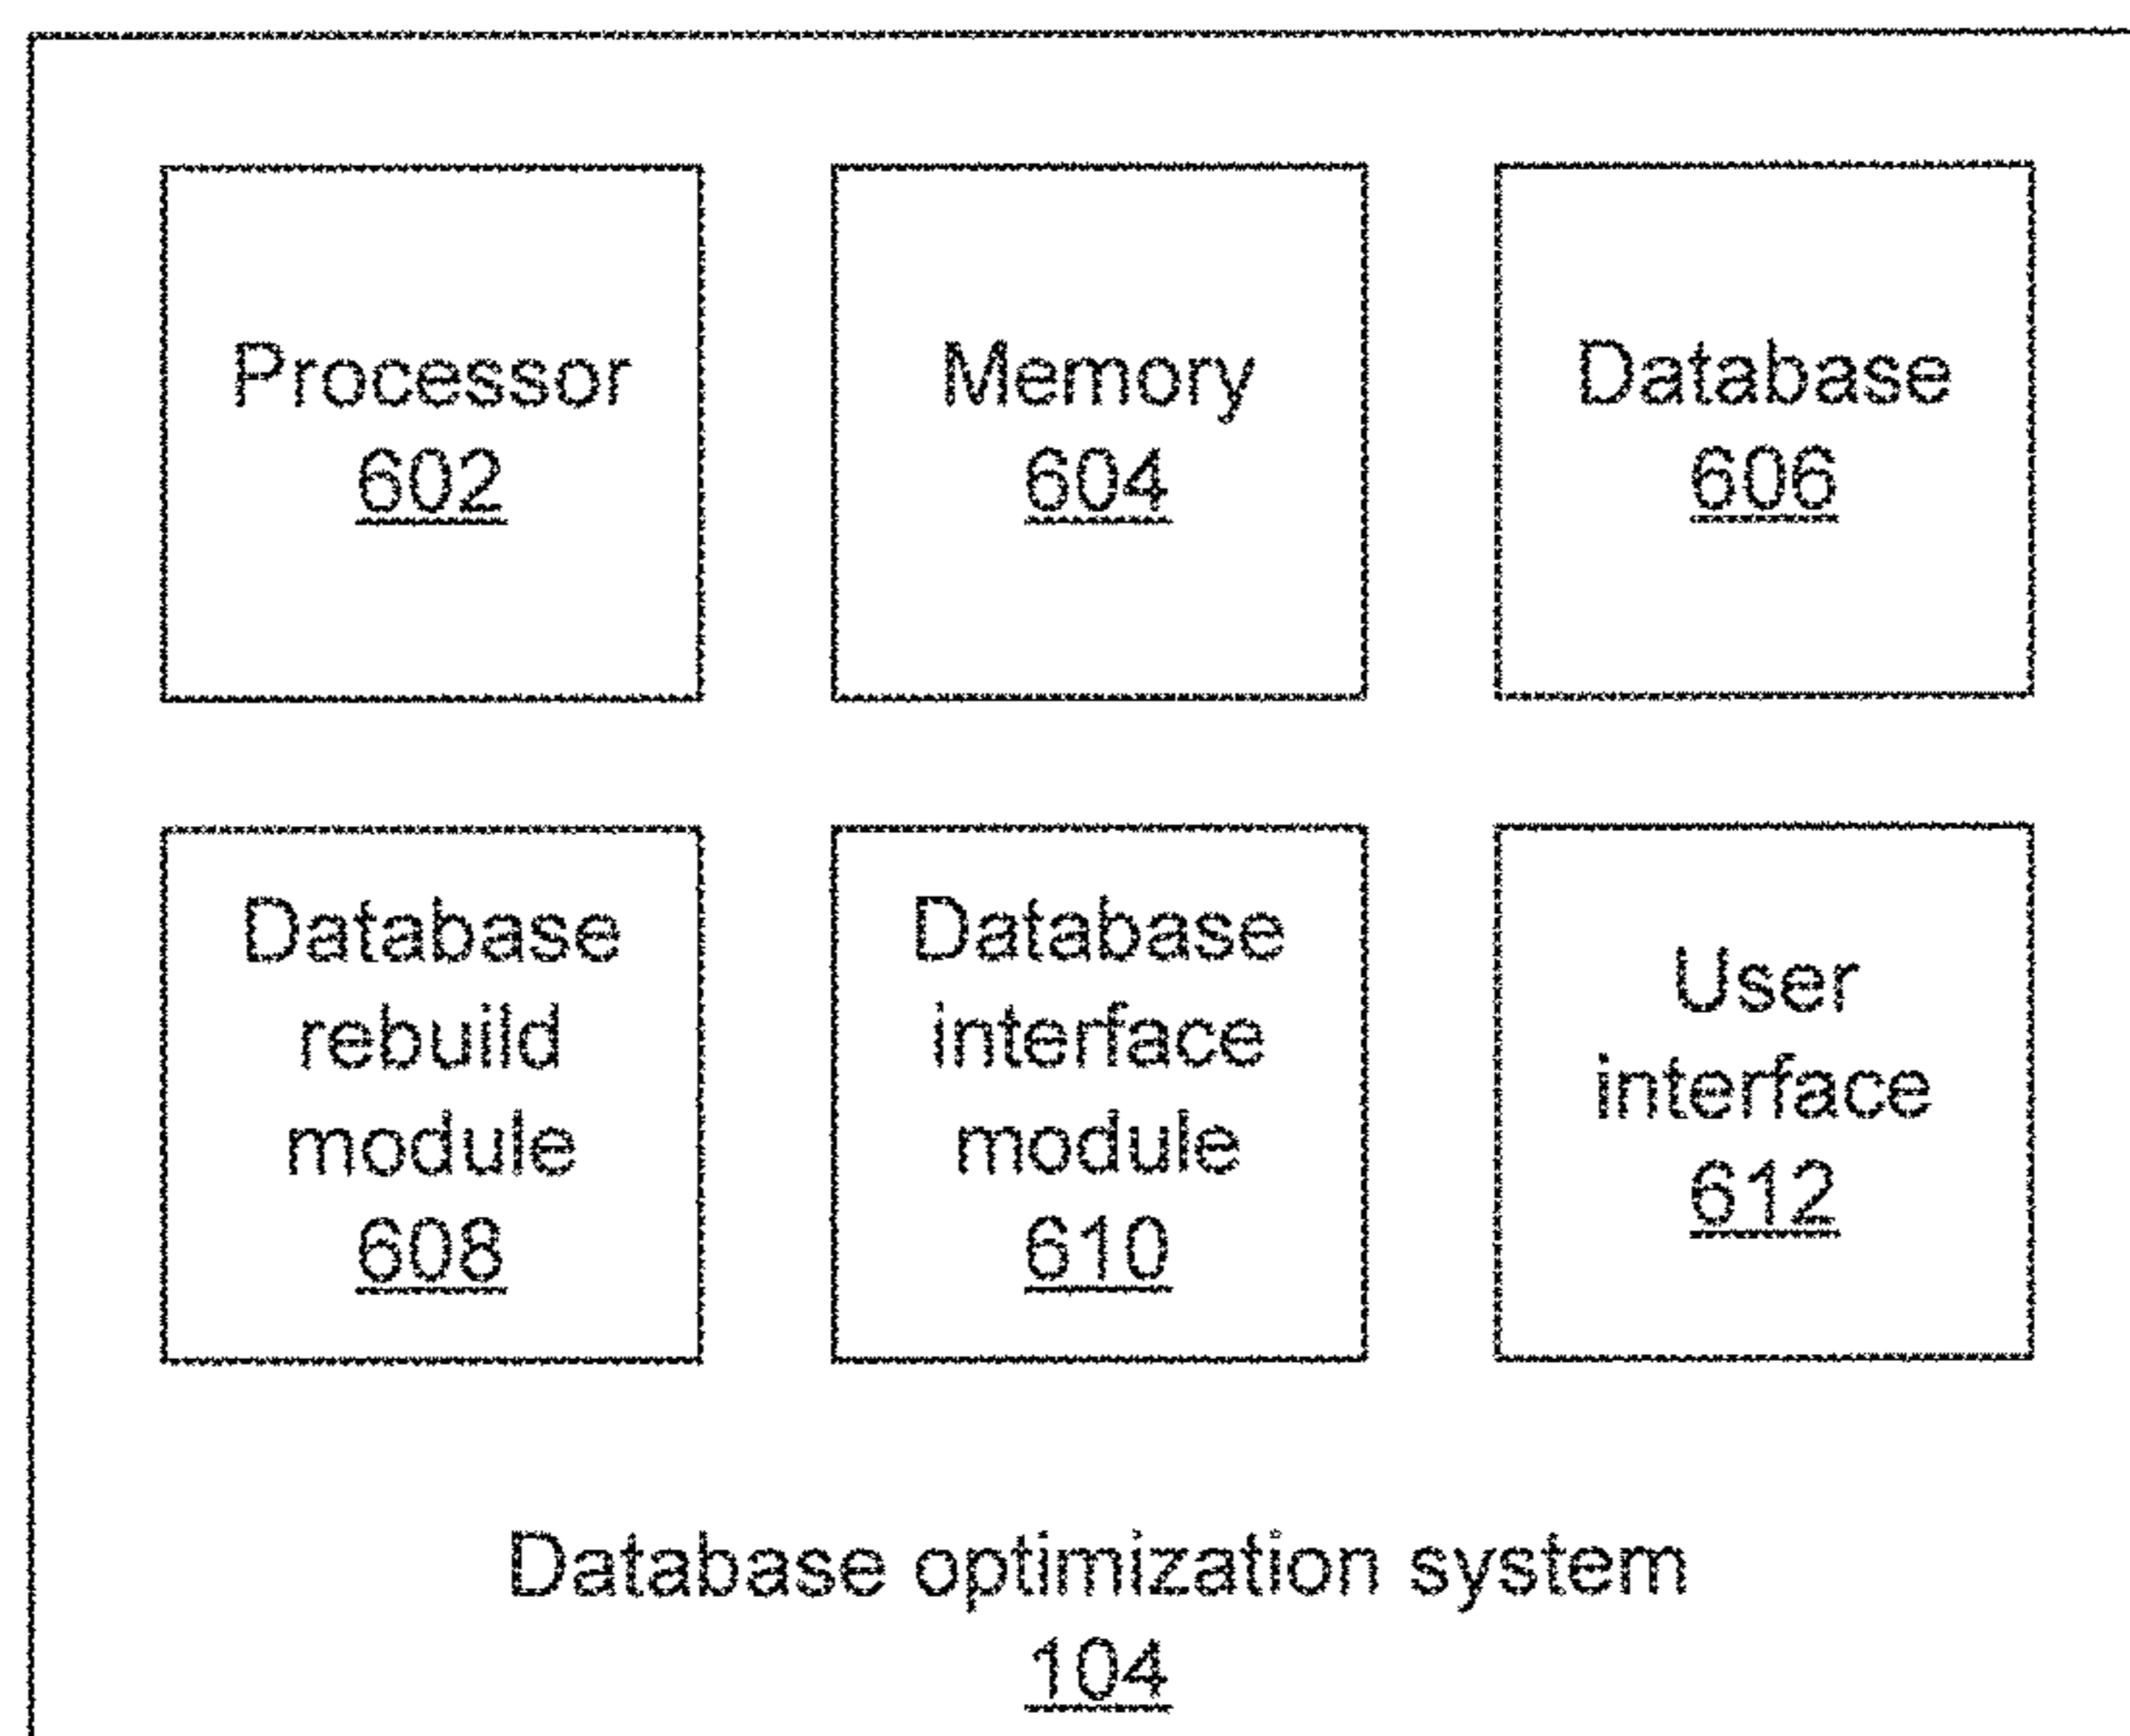 Processor
602
Memory
604
Database
606
Database
rebuild
module
608
Database
interface
module
610
User
interface
612
Database optimization system
104